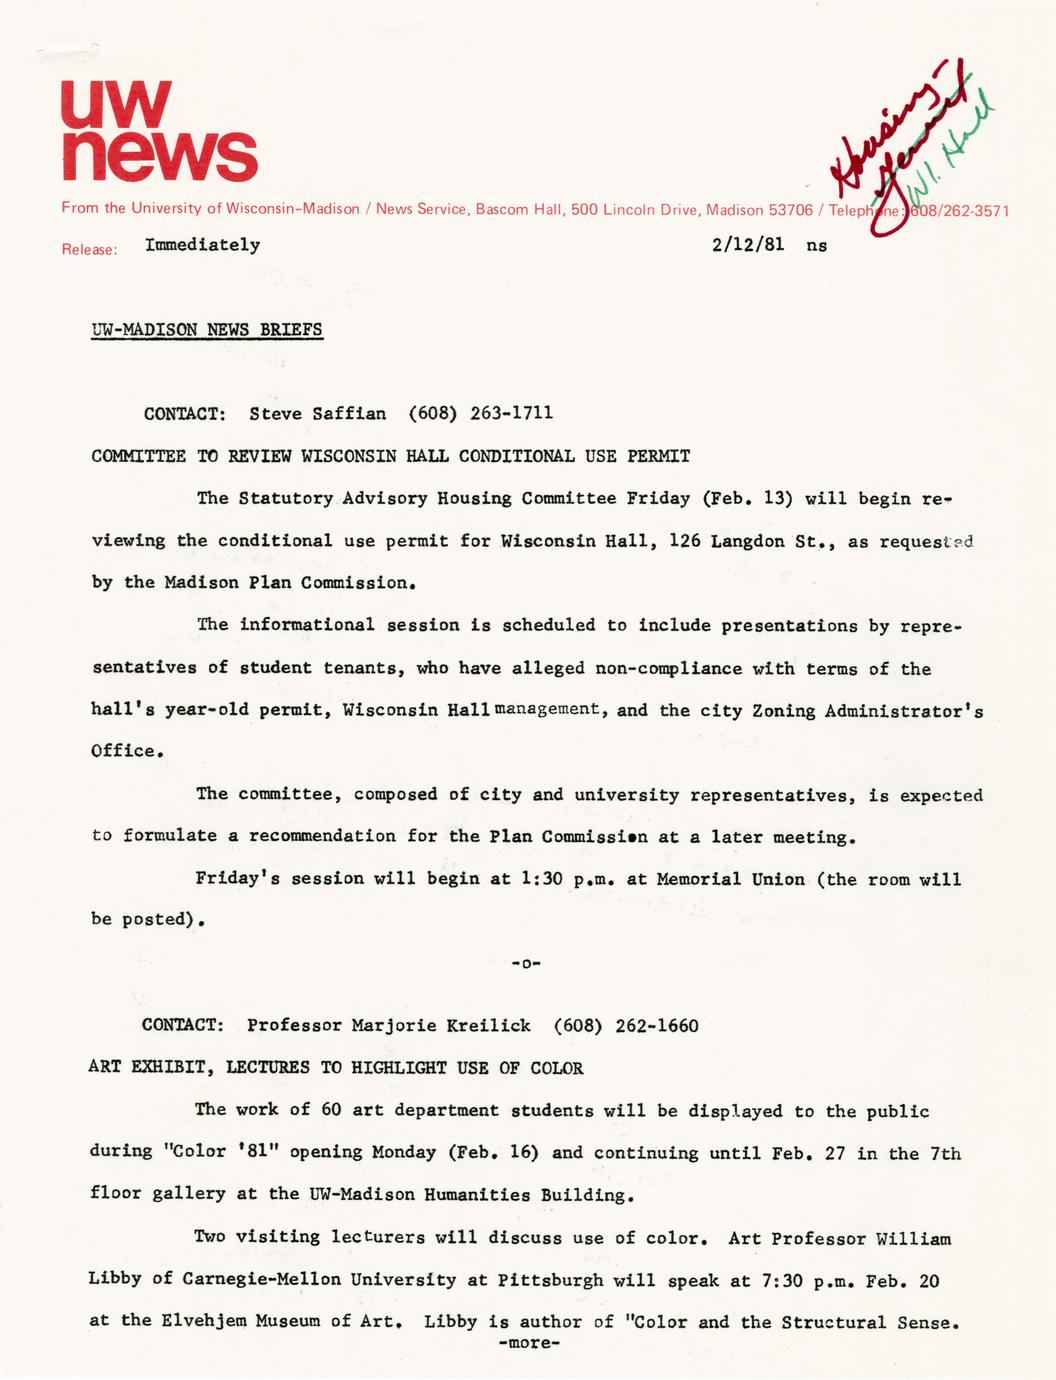 uw
news
Housing-
Wi. Hall
From the University of Wisconsin-Madison / News Service, Bascom Hall, 500 Lincoln Drive, Madison 53706 / Telephone: 608/262-3571
Release: Immediately 2/12/81 ns
UW-MADISON NEWS BRIEFS
CONTACT: Steve Saffian (608) 263-1711
COMMITTEE TO REVIEW WISCONSIN HALL CONDITIONAL USE PERMIT
The Statutory Advisory Housing Committee Friday (Feb. 13) will begin re-
viewing the conditional use permit for Wisconsin Hall, 126 Langdon St., as requested
by the Madison Plan Commission.
The informational session is scheduled to include presentations by repre-
sentatives of student tenants, who have alleged non-compliance with terms of the
hall's year-old permit, Wisconsin Hall management, and the city Zoning Administrator's
Office.
The committee, composed of city and university representatives, is expected
to formulate a recommendation for the Plan Commission at a later meeting.
Friday's session will begin at 1:30 p.m. at Memorial Union (the room will
be posted).
-o-
CONTACT: Professor Marjorie Kreilick (608) 262-1660
ART EXHIBIT, LECTURES TO HIGHLIGHT USE OF COLOR
The work of 60 art department students will be displayed to the public
during "Color '81" opening Monday (Feb. 16) and continuing until Feb. 27 in the 7th
floor gallery at the UW-Madison Humanities Building.
Two visiting lecturers will discuss use of color. Art Professor William
Libby of Carnegie-Mellon University at Pittsburgh will speak at 7:30 p.m. Feb. 20
at the Elvehjem Museum of Art. Libby is author of "Color and the Structural Sense.
-more-